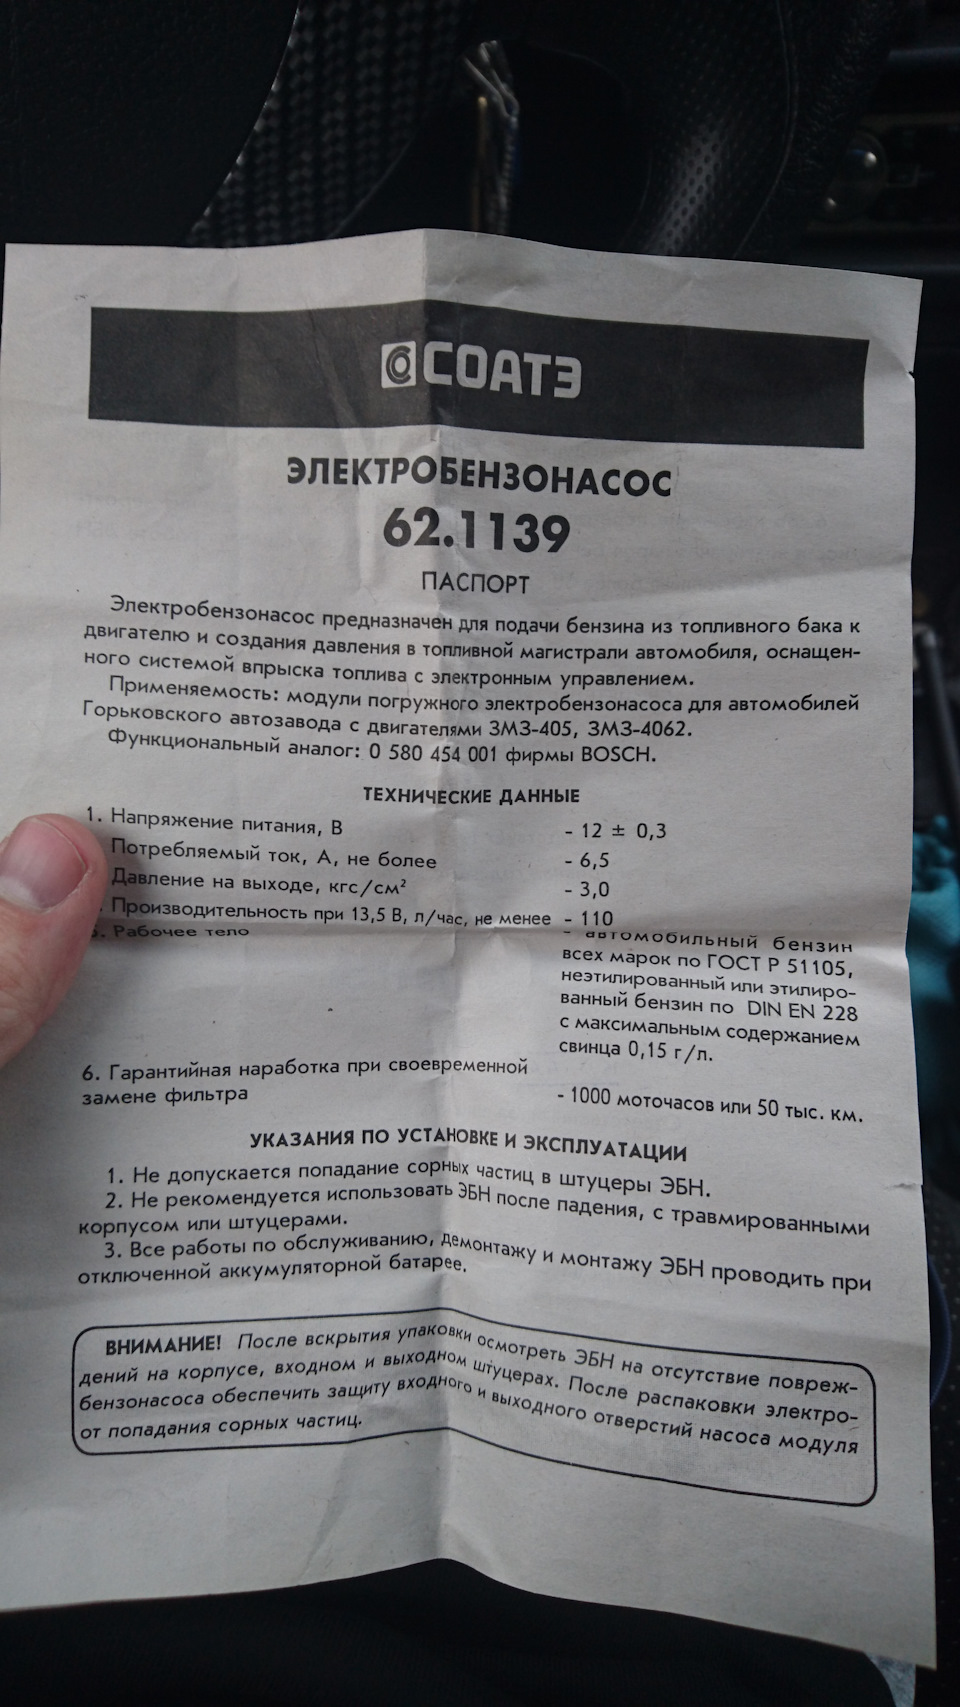 СОАТЭ
ЭЛЕКТРОБЕНЗОНАСОС
62.1139
ПАСПОРТ
Электробензонасос предназначен для подачи бензина из топливного бака к
двигателю и создания давления в топливной магистрали автомобиля, оснащен-
ного системой впрыска топлива с электронным управлением.
Применяемость: модули погружного электробензонасоса для автомобилей
Горьковского автозавода с двигателями ЗМЗ-405, ЗМЗ-4062.
Функциональный аналог: 0 580 454 001 фирмы BOSCH.
ТЕХНИЧЕСКИЕ ДАННЫЕ
1. Напряжение питания, В - 12 ± 0,3
Потребляемый ток, А, не более - 6,5
Давление на выходе, кгс/см² - 3,0
Производительность при 13,5 В, л/час, не менее - 110
5. Рабочее тело - автомобильный бензин
всех марок по ГОСТ Р 51105,
неэтилированный или этилиро-
ванный бензин по DIN EN 228
с максимальным содержанием
свинца 0,15 г/л.
6. Гарантийная наработка при своевременной
замене фильтра - 1000 моточасов или 50 тыс. км.
УКАЗАНИЯ ПО УСТАНОВКЕ И ЭКСПЛУАТАЦИИ
1. Не допускается попадание сорных частиц в штуцеры ЭБН.
2. Не рекомендуется использовать ЭБН после падения, с травмированными
корпусом или штуцерами.
3. Все работы по обслуживанию, демонтажу и монтажу ЭБН проводить при
отключенной аккумуляторной батарее.
ВНИМАНИЕ! После вскрытия упаковки осмотреть ЭБН на отсутствие повреж-
дений на корпусе, входном и выходном штуцерах. После распаковки электро-
бензонасоса обеспечить защиту входного и выходного отверстий насоса модуля
от попадания сорных частиц.